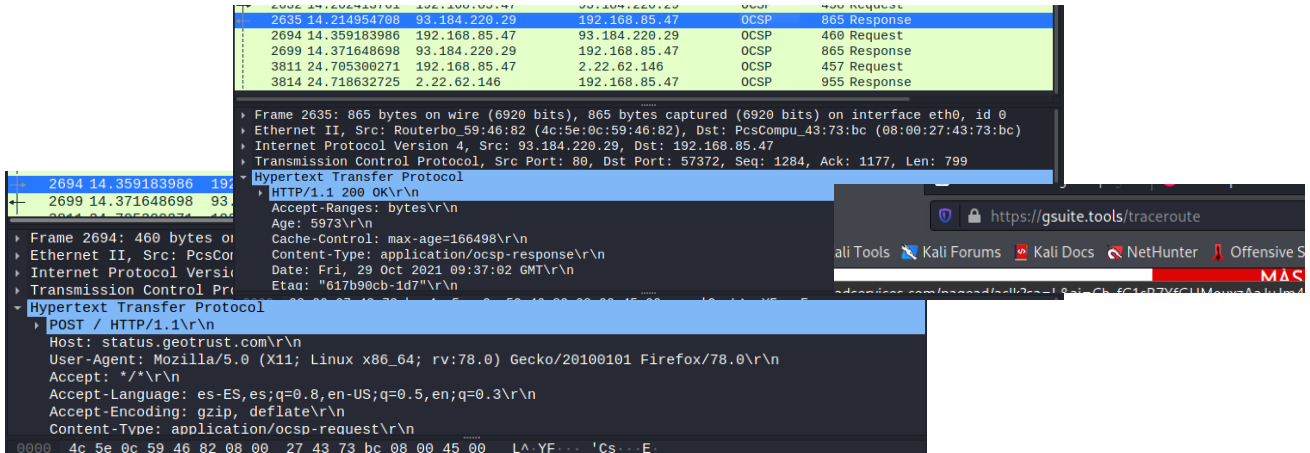 2635 14.214954708 93.184.220.29 192.168.85.47 OCSP 865 Response
2694 14.359183986 192.168.85.47 93.184.220.29 OCSP 460 Request
2699 14.371648698 93.184.220.29 192.168.85.47 OCSP 865 Response
3811 24.705300271 192.168.85.47 2.22.62.146 OCSP 457 Request
3814 24.718632725 2.22.62.146 192.168.85.47 OCSP 955 Response
Frame 2635: 865 bytes on wire (6920 bits), 865 bytes captured (6920 bits) on interface eth0, id 0
Ethernet II, Src: Routerbo_59:46:82 (4c:5e:0c:59:46:82), Dst: PcsCompu_43:73:bc (08:00:27:43:73:bc)
Internet Protocol Version 4, Src: 93.184.220.29, Dst: 192.168.85.47
Transmission Control Protocol, Src Port: 80, Dst Port: 57372, Seq: 1284, Ack: 1177, Len: 799
Hypertext Transfer Protocol
HTTP/1.1 200 OK\r\n
Accept-Ranges: bytes\r\n
Age: 5973\r\n
Cache-Control: max-age=166498\r\n
Content-Type: application/ocsp-response\r\n
Date: Fri, 29 Oct 2021 09:37:02 GMT\r\n
Etag: "617b90cb-1d7"\r\n
https://gsuite.tools/traceroute
ali Tools Kali Forums Kali Docs NetHunter Offensive S
MÁS
2694 14.359183986 192
2699 14.371648698 93.
Frame 2694: 460 bytes on
Ethernet II, Src: PcsCom
Internet Protocol Versio
Transmission Control Pro
Hypertext Transfer Protocol
POST / HTTP/1.1\r\n
Host: status.geotrust.com\r\n
User-Agent: Mozilla/5.0 (X11; Linux x86_64; rv:78.0) Gecko/20100101 Firefox/78.0\r\n
Accept: */*\r\n
Accept-Language: es-ES,es;q=0.8,en-US;q=0.5,en;q=0.3\r\n
Accept-Encoding: gzip, deflate\r\n
Content-Type: application/ocsp-request\r\n
0000 4c 5e 0c 59 46 82 08 00 27 43 73 bc 08 00 45 00 L^·YF··· 'Cs···E·